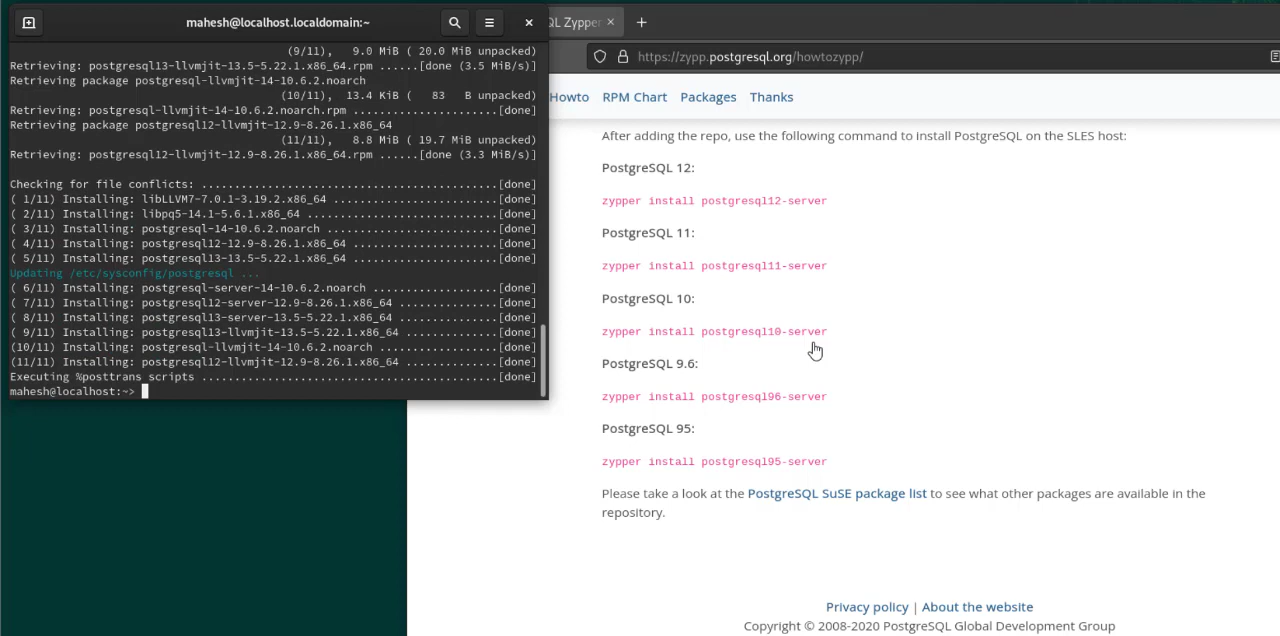 mahesh@localhost.localdomain:~
(9/11),   9.0 MiB ( 20.0 MiB unpacked)
Retrieving: postgresql13-llvmjit-13.5-5.22.1.x86_64.rpm ......[done (3.5 MiB/s)]
Retrieving package postgresql-llvmjit-14-10.6.2.noarch
(10/11),  13.4 KiB (   83   B unpacked)
Retrieving: postgresql-llvmjit-14-10.6.2.noarch.rpm ......................[done]
Retrieving package postgresql12-llvmjit-12.9-8.26.1.x86_64
(11/11),   8.8 MiB ( 19.7 MiB unpacked)
Retrieving: postgresql12-llvmjit-12.9-8.26.1.x86_64.rpm ......[done (3.3 MiB/s)]
Checking for file conflicts: .............................................[done]
( 1/11) Installing: libLLVM7-7.0.1-3.19.2.x86_64 .........................[done]
( 2/11) Installing: libpq5-14.1-5.6.1.x86_64 .............................[done]
( 3/11) Installing: postgresql-14-10.6.2.noarch ..........................[done]
( 4/11) Installing: postgresql12-12.9-8.26.1.x86_64 ......................[done]
( 5/11) Installing: postgresql13-13.5-5.22.1.x86_64 ......................[done]
Updating /etc/sysconfig/postgresql ...
( 6/11) Installing: postgresql-server-14-10.6.2.noarch ...................[done]
( 7/11) Installing: postgresql12-server-12.9-8.26.1.x86_64 ...............[done]
( 8/11) Installing: postgresql13-server-13.5-5.22.1.x86_64 ...............[done]
( 9/11) Installing: postgresql13-llvmjit-13.5-5.22.1.x86_64 ..............[done]
(10/11) Installing: postgresql-llvmjit-14-10.6.2.noarch ..................[done]
(11/11) Installing: postgresql12-llvmjit-12.9-8.26.1.x86_64 ..............[done]
Executing %posttrans scripts .............................................[done]
mahesh@localhost:~>
QL Zypper
https://zypp.postgresql.org/howtozypp/
Howto RPM Chart Packages Thanks
After adding the repo, use the following command to install PostgreSQL on the SLES host:
PostgreSQL 12:
zypper install postgresql12-server
PostgreSQL 11:
zypper install postgresql11-server
PostgreSQL 10:
zypper install postgresql10-server
PostgreSQL 9.6:
zypper install postgresql96-server
PostgreSQL 95:
zypper install postgresql95-server
Please take a look at the PostgreSQL SuSE package list to see what other packages are available in the
repository.
Privacy policy | About the website
Copyright © 2008-2020 PostgreSQL Global Development Group